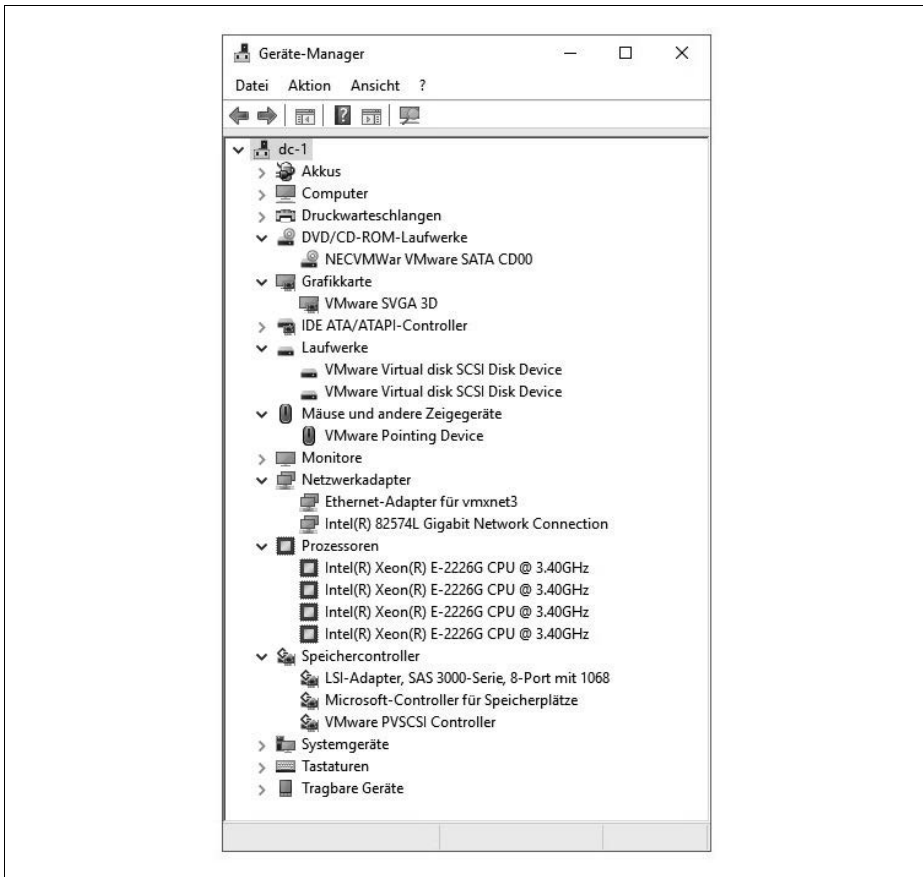 Geräte-Manager
Datei Aktion Ansicht ?
dc-1
Akkus
Computer
Druckwarteschlangen
DVD/CD-ROM-Laufwerke
NECVMWar VMware SATA CD00
Grafikkarte
VMware SVGA 3D
IDE ATA/ATAPI-Controller
Laufwerke
VMware Virtual disk SCSI Disk Device
VMware Virtual disk SCSI Disk Device
Mäuse und andere Zeigegeräte
VMware Pointing Device
Monitore
Netzwerkadapter
Ethernet-Adapter für vmxnet3
Intel(R) 82574L Gigabit Network Connection
Prozessoren
Intel(R) Xeon(R) E-2226G CPU @ 3.40GHz
Intel(R) Xeon(R) E-2226G CPU @ 3.40GHz
Intel(R) Xeon(R) E-2226G CPU @ 3.40GHz
Intel(R) Xeon(R) E-2226G CPU @ 3.40GHz
Speichercontroller
LSI-Adapter, SAS 3000-Serie, 8-Port mit 1068
Microsoft-Controller für Speicherplätze
VMware PVSCSI Controller
Systemgeräte
Tastaturen
Tragbare Geräte